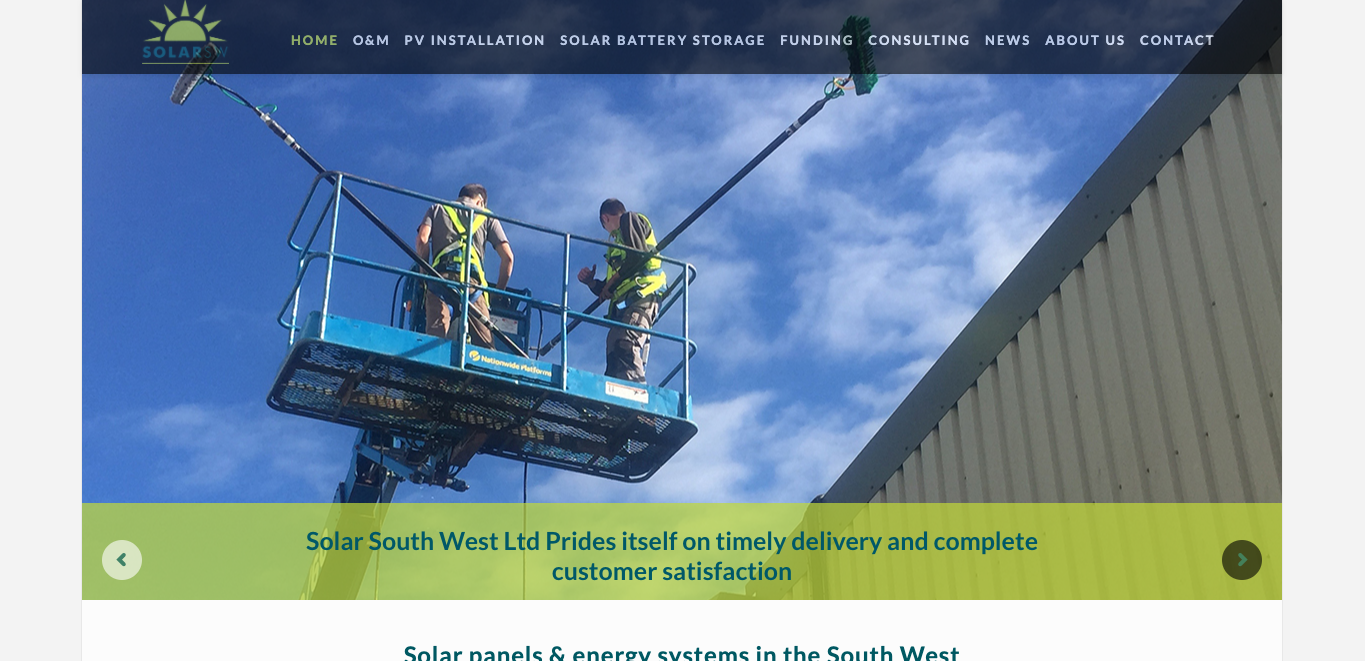 SOLARSW
HOME O&M PV INSTALLATION SOLAR BATTERY STORAGE FUNDING CONSULTING NEWS ABOUT US CONTACT
Nationwide Platforms
Solar South West Ltd Prides itself on timely delivery and complete
customer satisfaction
Solar panels & energy systems in the South West